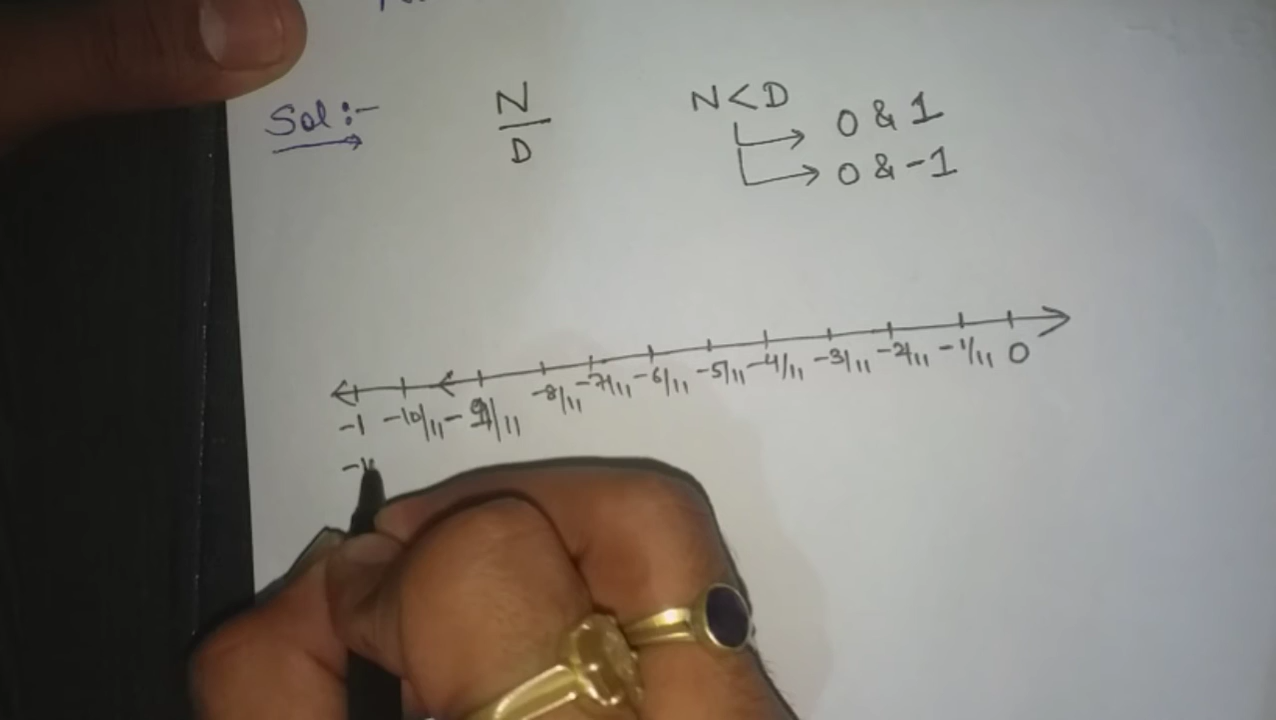 Sol :-
N
D
N < D
0 & 1
0 & -1
-1 -10/11 -9/11 -8/11 -7/11 -6/11 -5/11 -4/11 -3/11 -2/11 -1/11 0